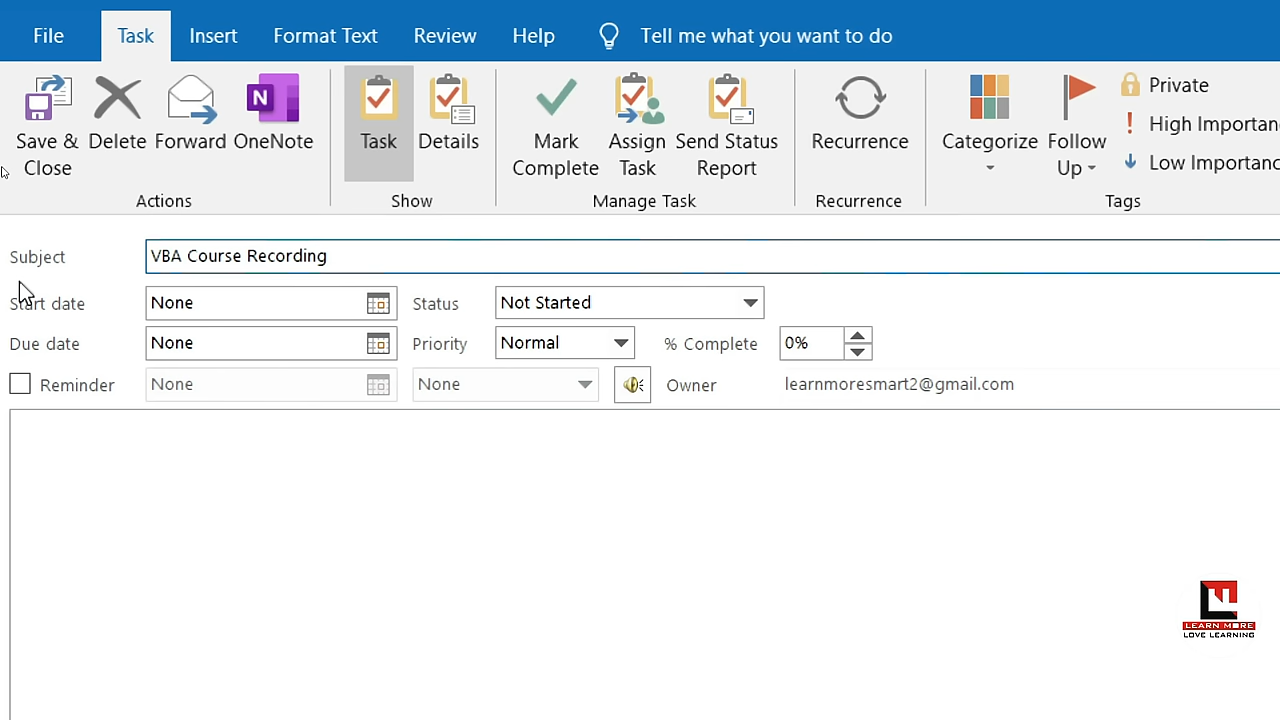 File Task Insert Format Text Review Help Tell me what you want to do
Save & Close
Delete
Forward
OneNote
Task
Details
Mark Complete
Assign Task
Send Status Report
Recurrence
Categorize
Follow Up
Private
High Importanc
Low Importanc
Actions Show Manage Task Recurrence Tags
Subject VBA Course Recording
Start date None Status Not Started
Due date None Priority Normal % Complete 0%
Reminder None None Owner learnmoresmart2@gmail.com
LEARN MORE
LOVE LEARNING